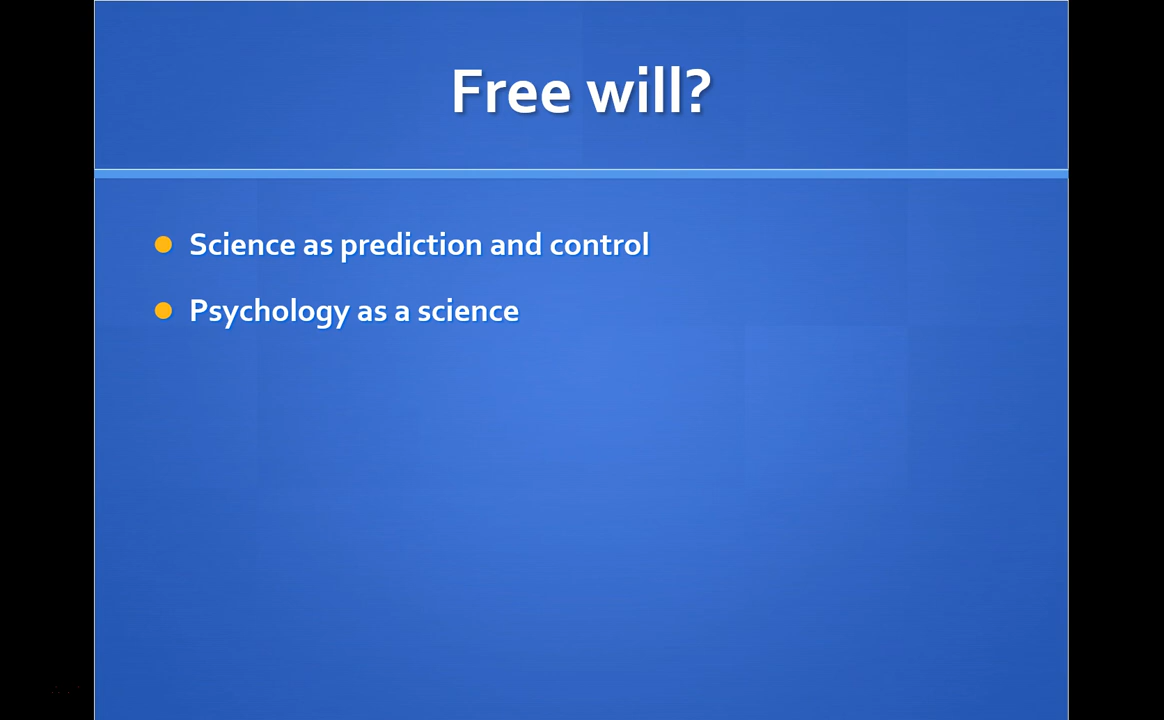 Free will?
Science as prediction and control
Psychology as a science